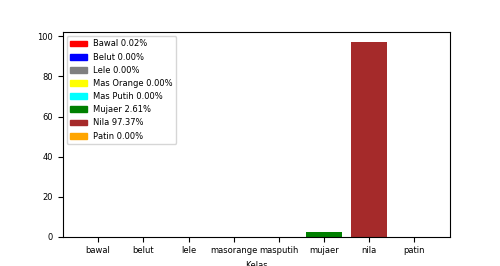 100
80
60
40
20
0
Bawal 0.02%
Belut 0.00%
Lele 0.00%
Mas Orange 0.00%
Mas Putih 0.00%
Mujaer 2.61%
Nila 97.37%
Patin 0.00%
bawal belut lele masorange masputih mujaer nila patin
Kelas